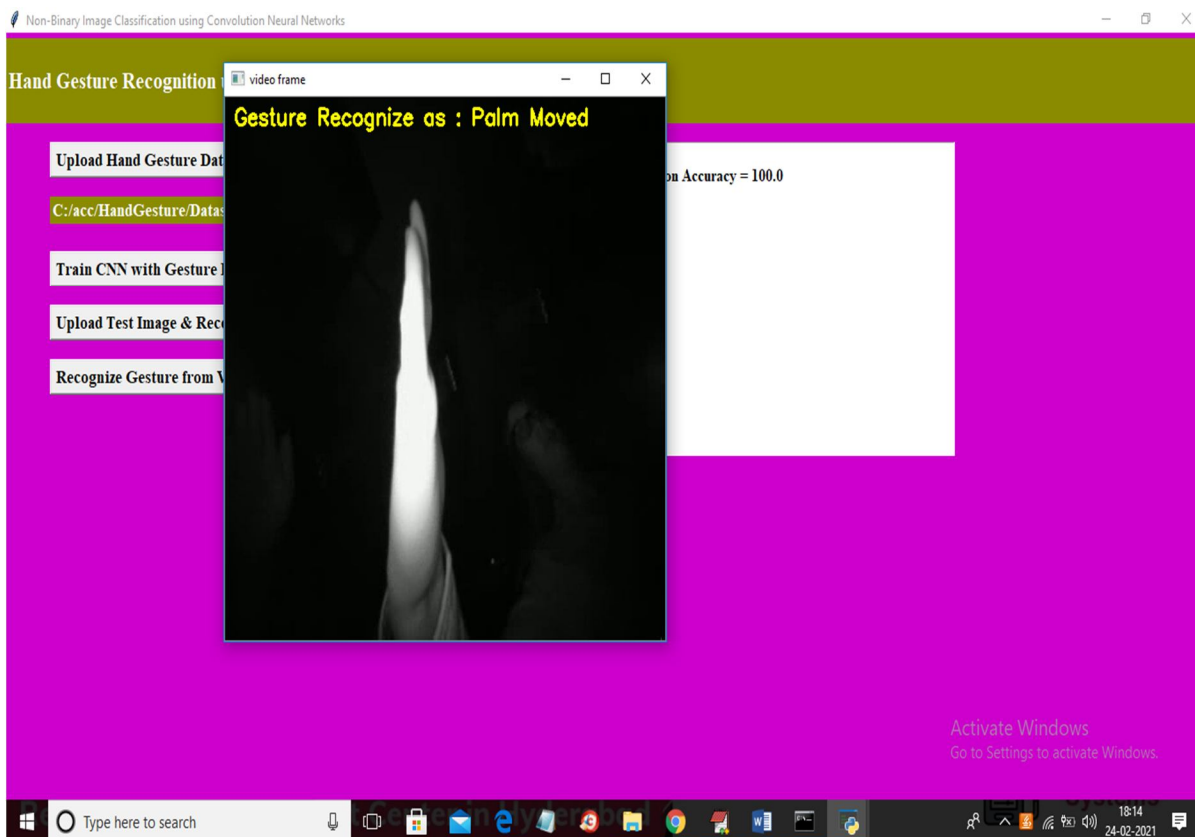 Non-Binary Image Classification using Convolution Neural Networks
Hand Gesture Recognition
video frame
Gesture Recognize as : Palm Moved
Upload Hand Gesture
on Accuracy = 100.0
C:/acc/HandGesture/Datas
Train CNN with Gesture
Upload Test Image &
Recognize Gesture from
Activate Windows
Go to Settings to activate Windows.
Type here to search
18:14
24-02-2021